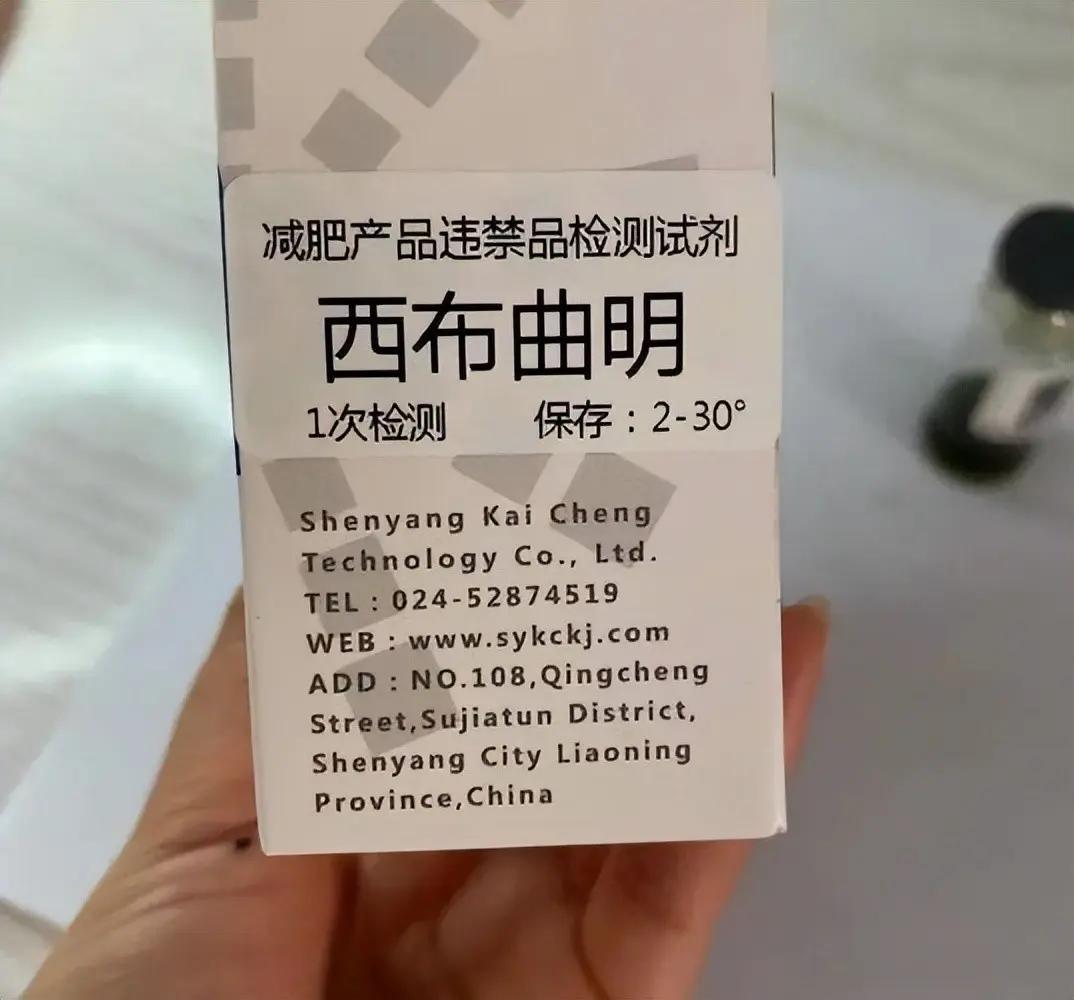 减肥产品违禁品检测试剂
西布曲明
1次检测 保存：2-30°
Shenyang Kai Cheng
Technology Co., Ltd.
TEL：024-52874519
WEB：www.sykckj.com
ADD：NO.108,Qingcheng
Street,Sujiatun District,
Shenyang City Liaoning
Province,China